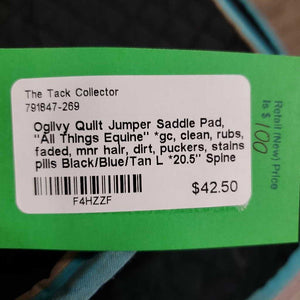 The Tack Collector
791847-269
Ogilvy Quilt Jumper Saddle Pad,
"All Things Equine" *gc, clean, rubs,
faded, mnr hair, dirt, puckers, stains
pills Black/Blue/Tan L *20.5" Spine
$42.50
F4HZZF
Retail (New) Price
is $ 100